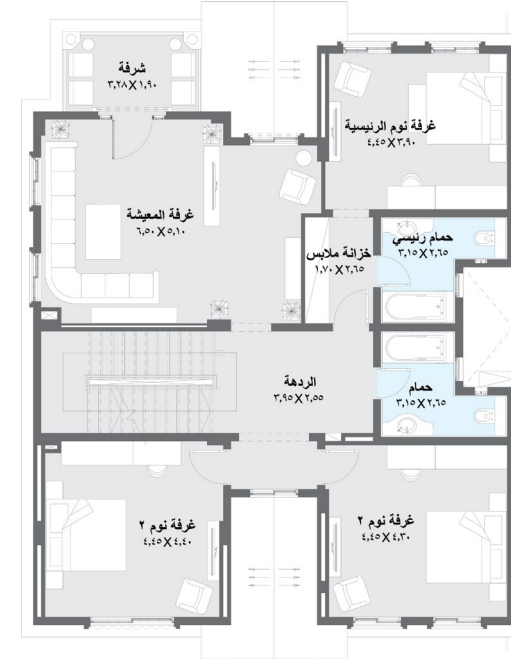 شرفة
٣,٢٨X١,٩٠
غرفة نوم الرئيسية
٤,٤٥X٣,٩٠
غرفة المعيشة
٦,٥٠X٥,١٠
خزانة ملابس
١,٧٠X٢,٦٥
حمام رئيسي
٣,١٥X٢,٦٥
الردهة
٣,٩٥X٢,٥٥
حمام
٣,١٥X٢,٦٥
غرفة نوم ٢
٤,٤٥X٤,٤٠
غرفة نوم ٢
٤,٤٥X٤,٣٠